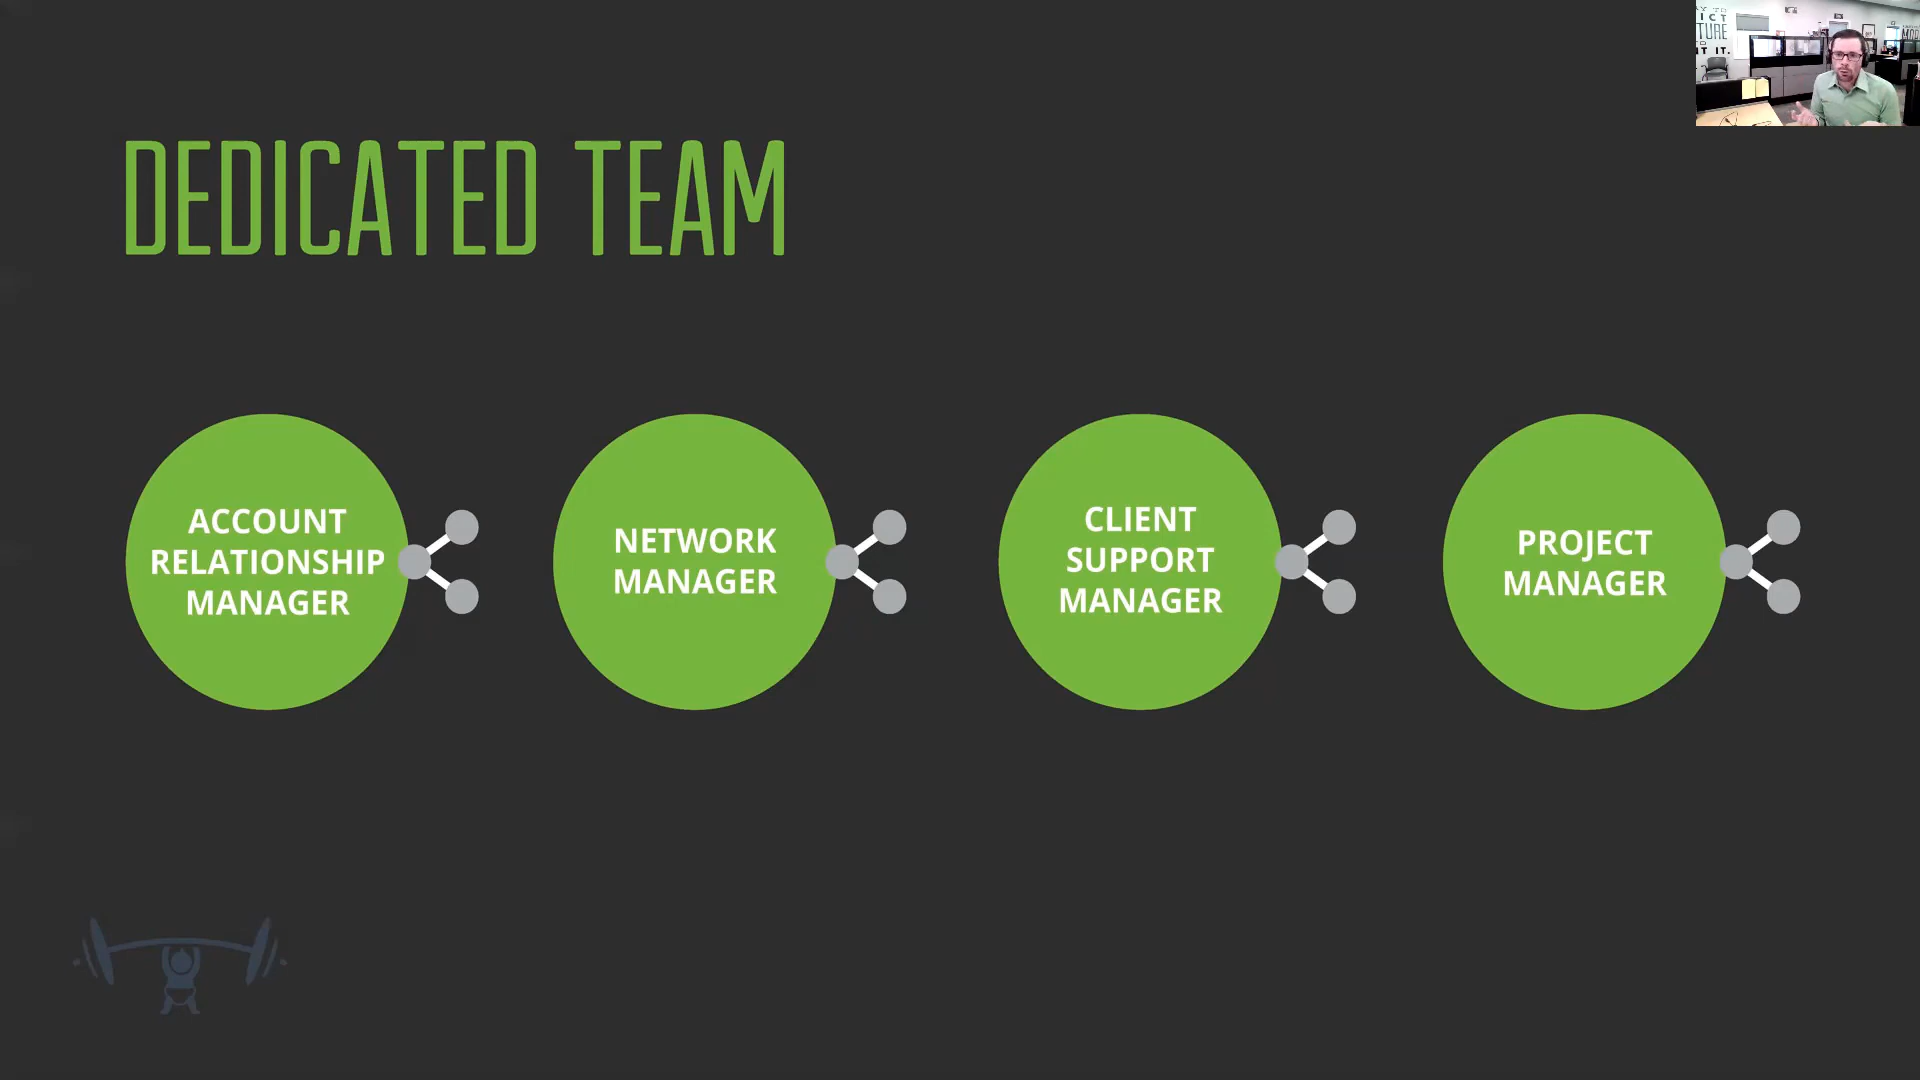 DEDICATED TEAM
ACCOUNT
RELATIONSHIP
MANAGER
NETWORK
MANAGER
CLIENT
SUPPORT
MANAGER
PROJECT
MANAGER